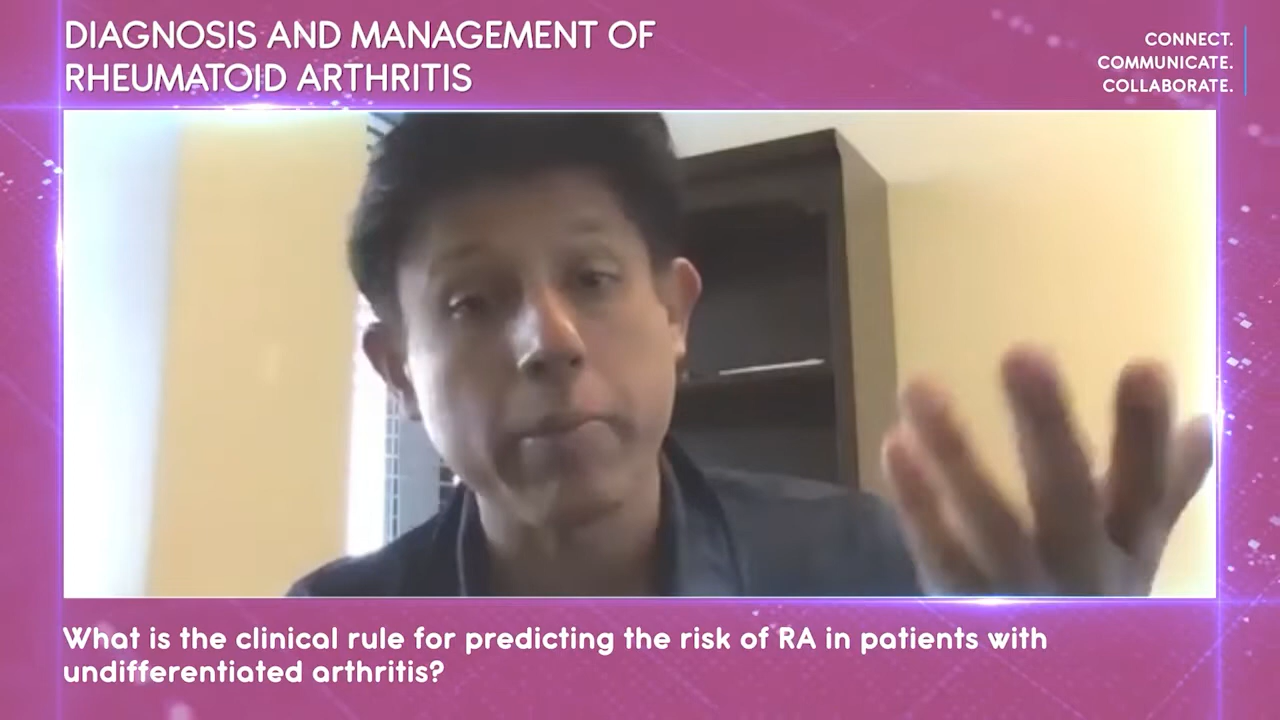 DIAGNOSIS AND MANAGEMENT OF
RHEUMATOID ARTHRITIS
CONNECT.
COMMUNICATE.
COLLABORATE.
What is the clinical rule for predicting the risk of RA in patients with
undifferentiated arthritis?